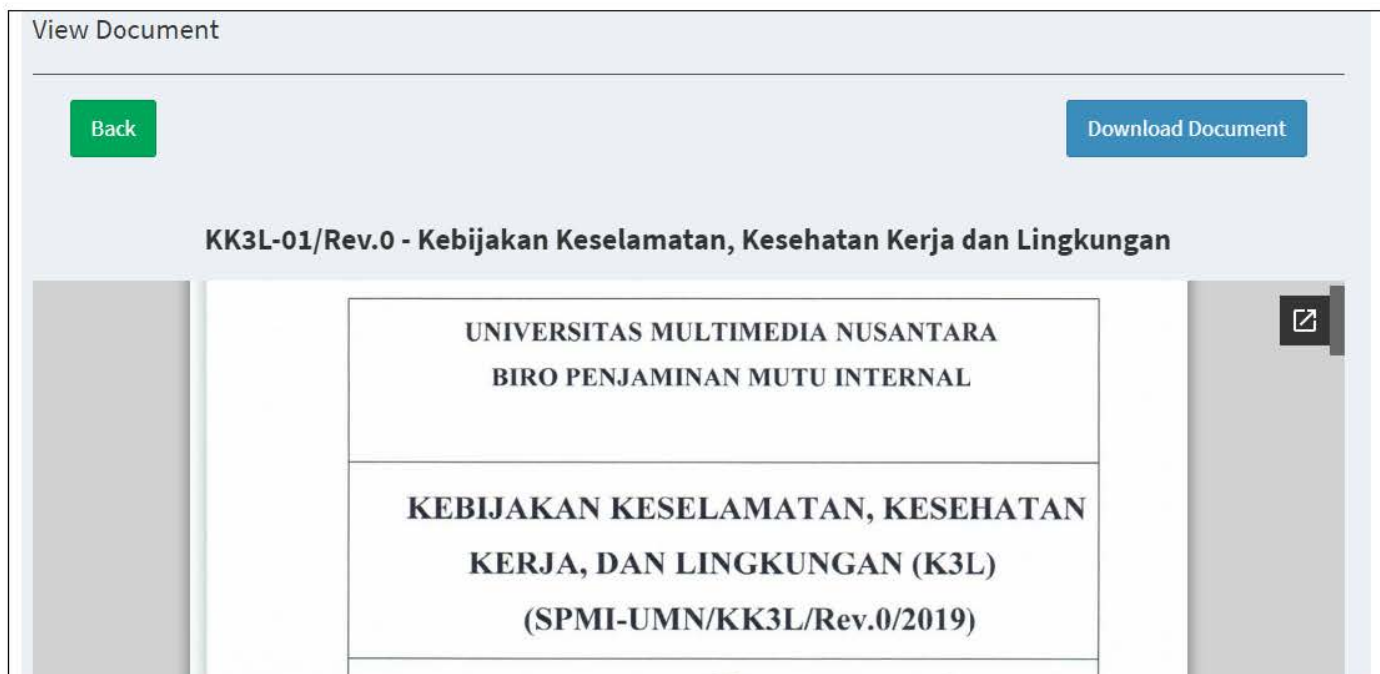 View Document
Back
Download Document
KK3L-01/Rev.0 - Kebijakan Keselamatan, Kesehatan Kerja dan Lingkungan
UNIVERSITAS MULTIMEDIA NUSANTARA
BIRO PENJAMINAN MUTU INTERNAL
KEBIJAKAN KESELAMATAN, KESEHATAN
KERJA, DAN LINGKUNGAN (K3L)
(SPMI-UMN/KK3L/Rev.0/2019)